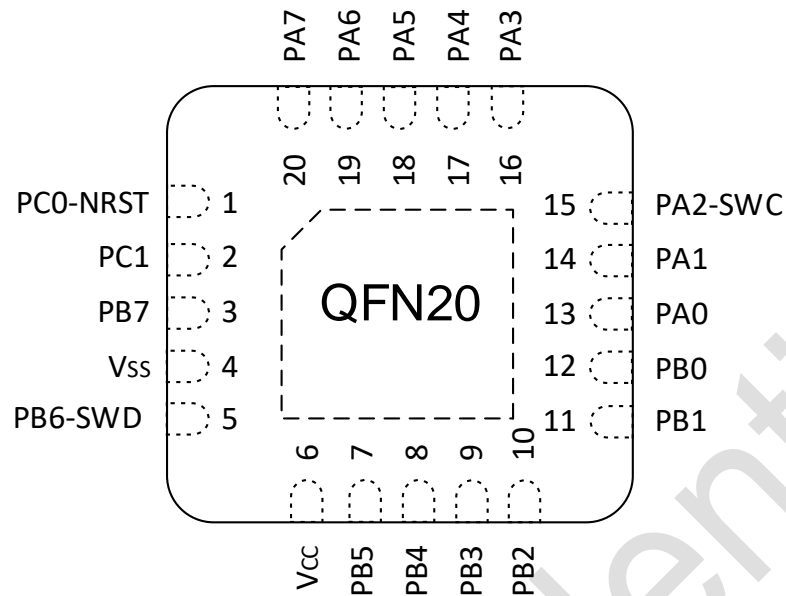 PA7 PA6 PA5 PA4 PA3
20 19 18 17 16
PC0-NRST 1
PC1 2
PB7 3
Vss 4
PB6-SWD 5
QFN20
15 PA2-SWC
14 PA1
13 PA0
12 PB0
11 PB1
6 7 8 9 10
Vcc PB5 PB4 PB3 PB2